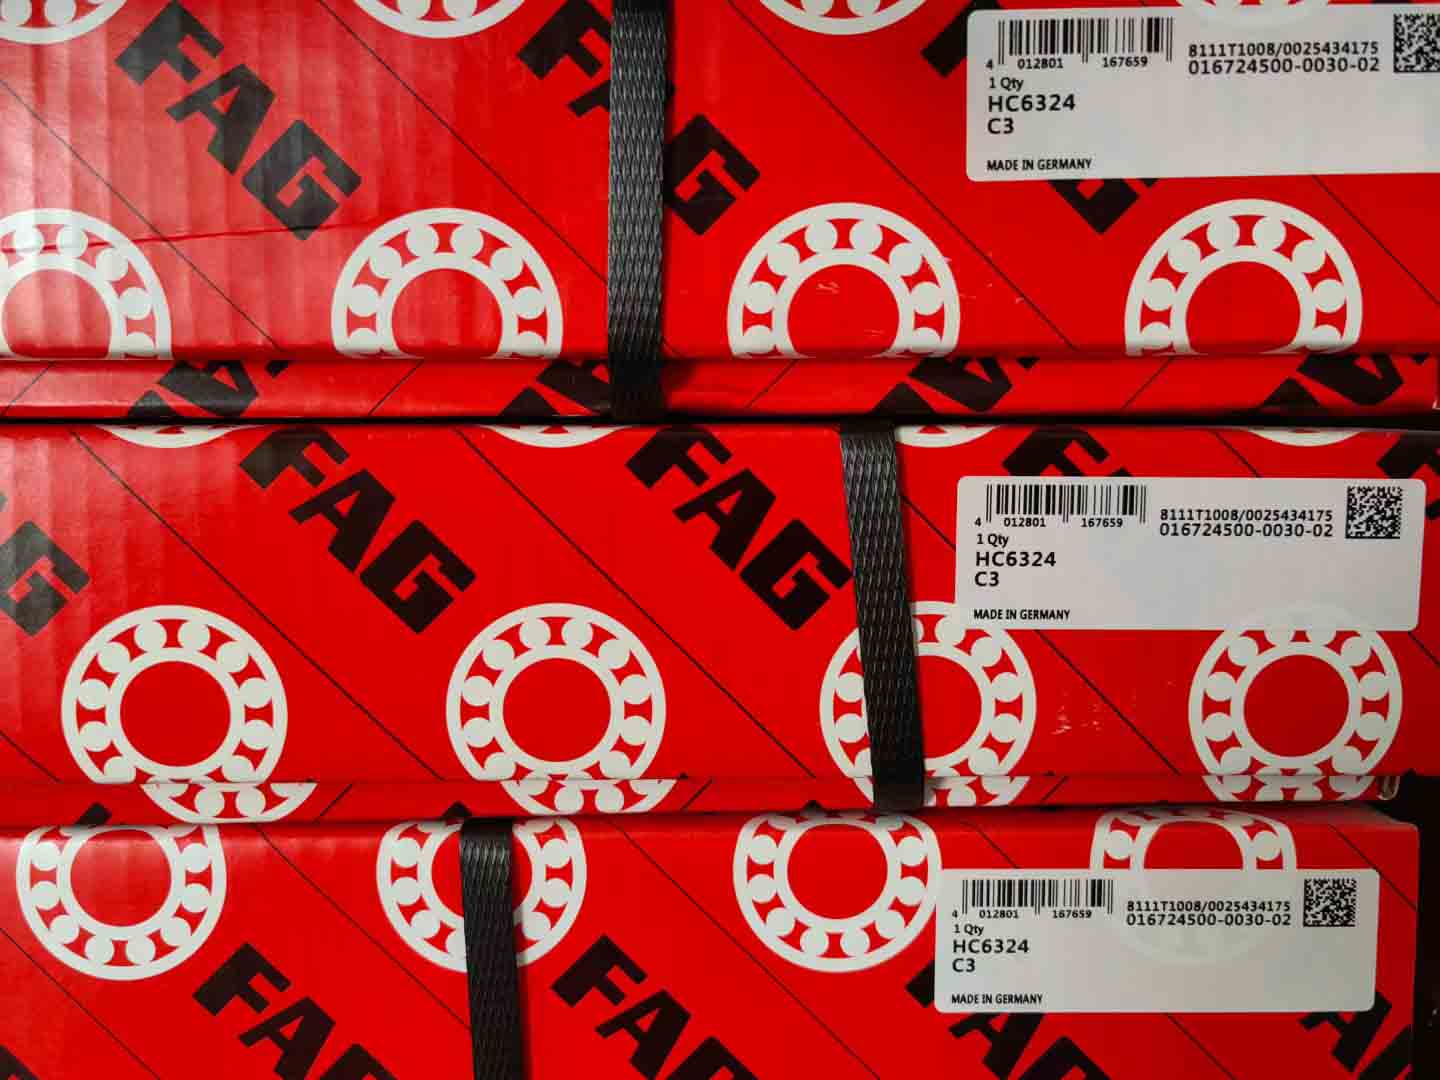 FAG
FAG
4 012801 167659
8111T1008/0025434175
016724500-0030-02
1 Qty
HC6324
C3
MADE IN GERMANY
FAG
FAG
4 012801 167659
8111T1008/0025434175
016724500-0030-02
1 Qty
HC6324
C3
MADE IN GERMANY
4 012801 167659
8111T1008/0025434175
016724500-0030-02
1 Qty
HC6324
C3
MADE IN GERMANY
FAG
FAG